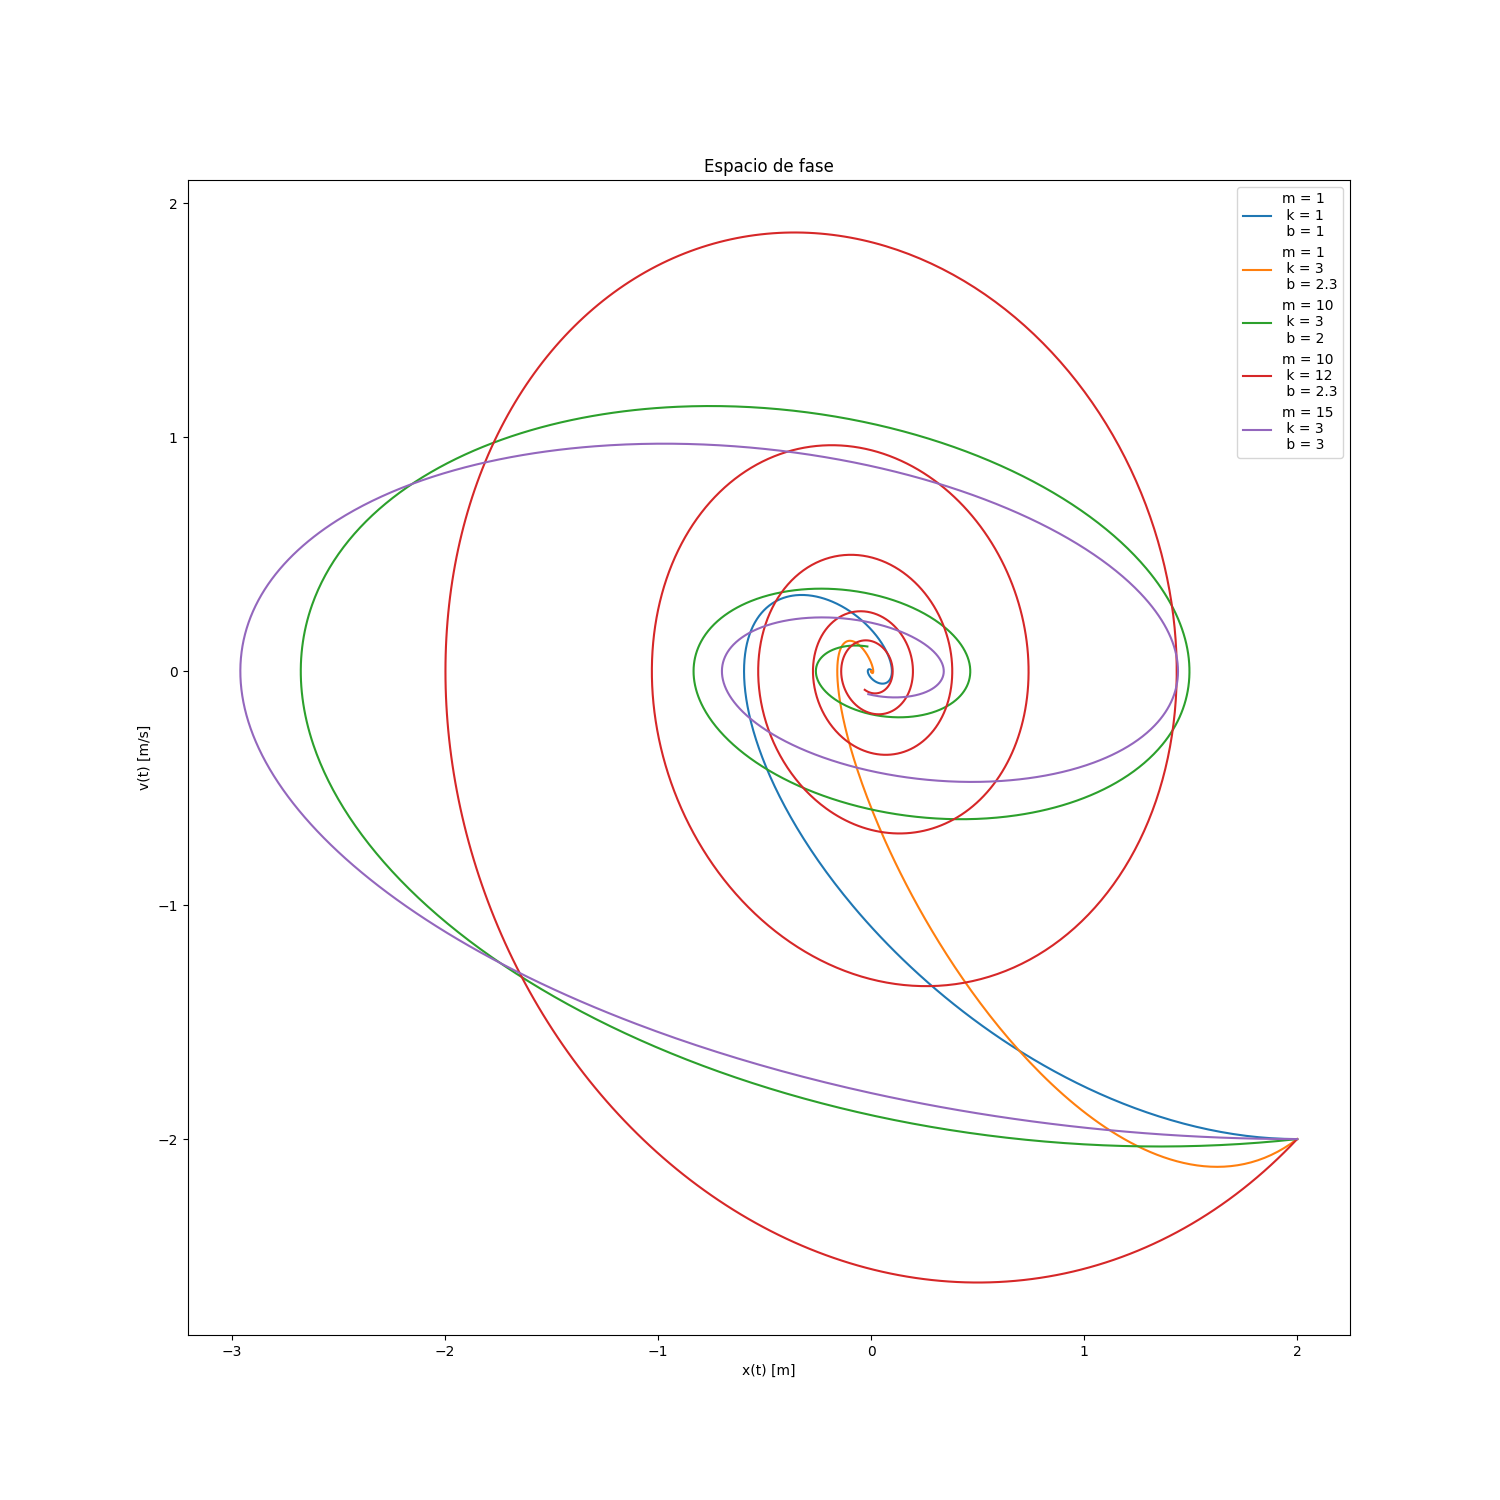 Espacio de fase
m = 1
k = 1
b = 1
m = 1
k = 3
b = 2.3
m = 10
k = 3
b = 2
m = 10
k = 12
b = 2.3
m = 15
k = 3
b = 3
2
1
0
−1
−2
v(t) [m/s]
−3 −2 −1 0 1 2
x(t) [m]